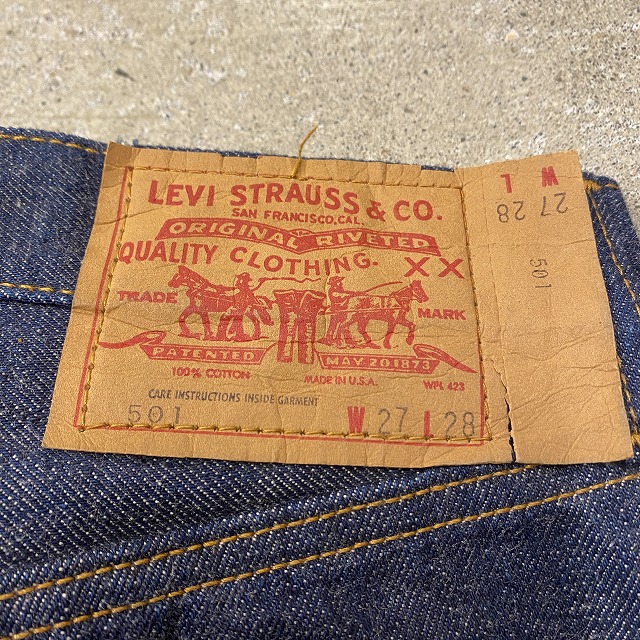 LEVI STRAUSS & CO.
SAN FRANCISCO, CAL.
ORIGINAL RIVETED
QUALITY CLOTHING. XX
TRADE MARK
PATENTED MAY 20 1873
100% COTTON MADE IN U.S.A. WPL 423
CARE INSTRUCTIONS INSIDE GARMENT
501 W 27 L 28
W L
27 28
501